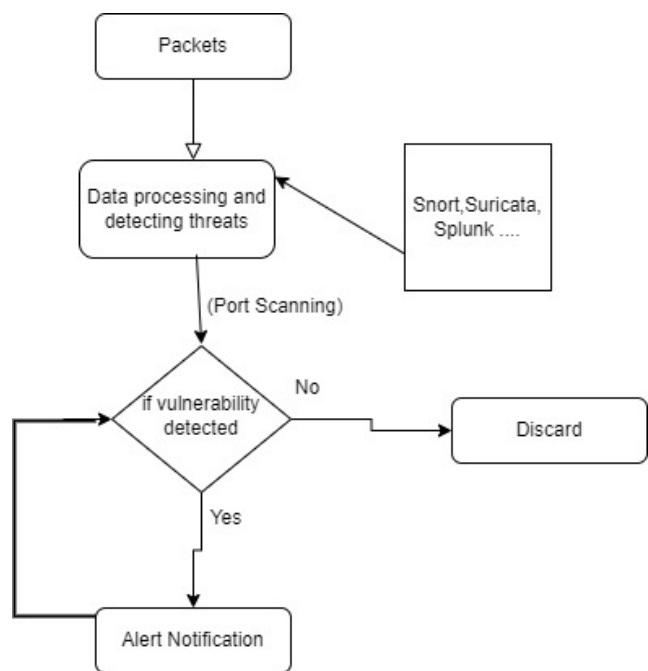 Packets
Data processing and
detecting threats
Snort,Suricata,
Splunk ....
(Port Scanning)
if vulnerability
detected
No
Discard
Yes
Alert Notification